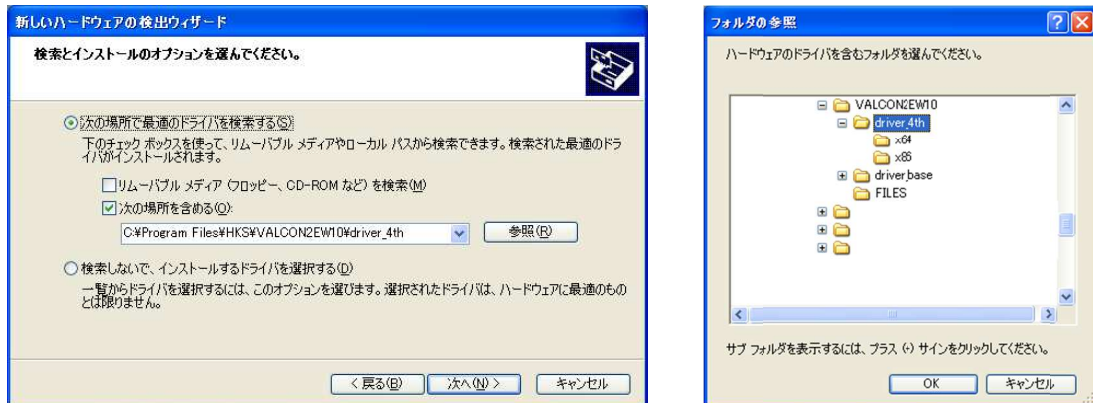 新しいハードウェアの検出ウィザード
検索とインストールのオプションを選んでください。
次の場所で最適のドライバを検索する(S)
下のチェック ボックスを使って、リムーバブル メディアやローカル パスから検索できます。検索された最適のドラ
イバがインストールされます。
リムーバブル メディア (フロッピー、CD-ROM など) を検索(M)
次の場所を含める(O):
C:¥Program Files¥HKS¥VALCON2EW10¥driver_4th
参照(R)
検索しないで、インストールするドライバを選択する(D)
一覧からドライバを選択するには、このオプションを選びます。選択されたドライバは、ハードウェアに最適のもの
とは限りません。
< 戻る(B)
次へ(N) >
キャンセル
フォルダの参照
ハードウェアのドライバを含むフォルダを選んでください。
VALCON2EW10
driver_4th
x64
x86
driver_base
FILES
サブ フォルダを表示するには、プラス (+) サインをクリックしてください。
OK
キャンセル